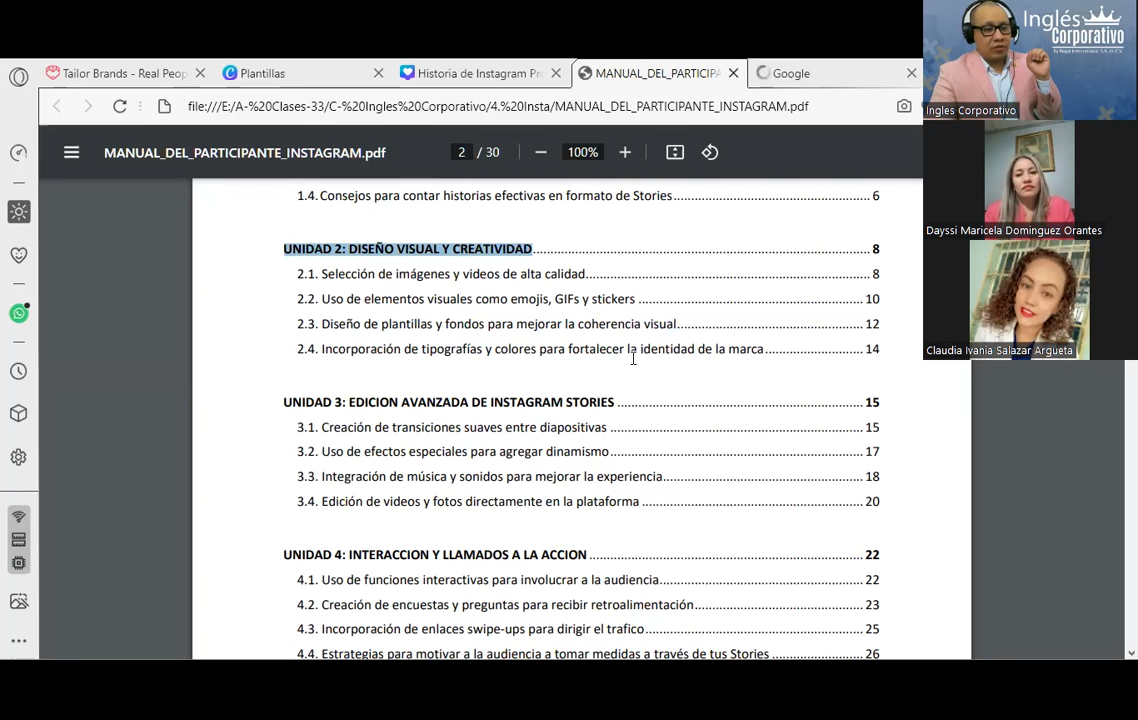 Tailor Brands - Real Peop
Plantillas
Historia de Instagram Pr
MANUAL_DEL_PARTICIPA
Google
file:///E:/A-%20Clases-33/C-%20Ingles%20Corporativo/4.%20Insta/MANUAL_DEL_PARTICIPANTE_INSTAGRAM.pdf
MANUAL_DEL_PARTICIPANTE_INSTAGRAM.pdf
2 / 30
100%
1.4. Consejos para contar historias efectivas en formato de Stories 6
UNIDAD 2: DISEÑO VISUAL Y CREATIVIDAD 8
2.1. Selección de imágenes y videos de alta calidad 8
2.2. Uso de elementos visuales como emojis, GIFs y stickers 10
2.3. Diseño de plantillas y fondos para mejorar la coherencia visual 12
2.4. Incorporación de tipografías y colores para fortalecer la identidad de la marca 14
UNIDAD 3: EDICION AVANZADA DE INSTAGRAM STORIES 15
3.1. Creación de transiciones suaves entre diapositivas 15
3.2. Uso de efectos especiales para agregar dinamismo 17
3.3. Integración de música y sonidos para mejorar la experiencia 18
3.4. Edición de videos y fotos directamente en la plataforma 20
UNIDAD 4: INTERACCION Y LLAMADOS A LA ACCION 22
4.1. Uso de funciones interactivas para involucrar a la audiencia 22
4.2. Creación de encuestas y preguntas para recibir retroalimentación 23
4.3. Incorporación de enlaces swipe-ups para dirigir el trafico 25
4.4. Estrategias para motivar a la audiencia a tomar medidas a través de tus Stories 26
Inglés
Corporativo
Ingles Corporativo
Dayssi Maricela Dominguez Orantes
Claudia Ivania Salazar Argueta